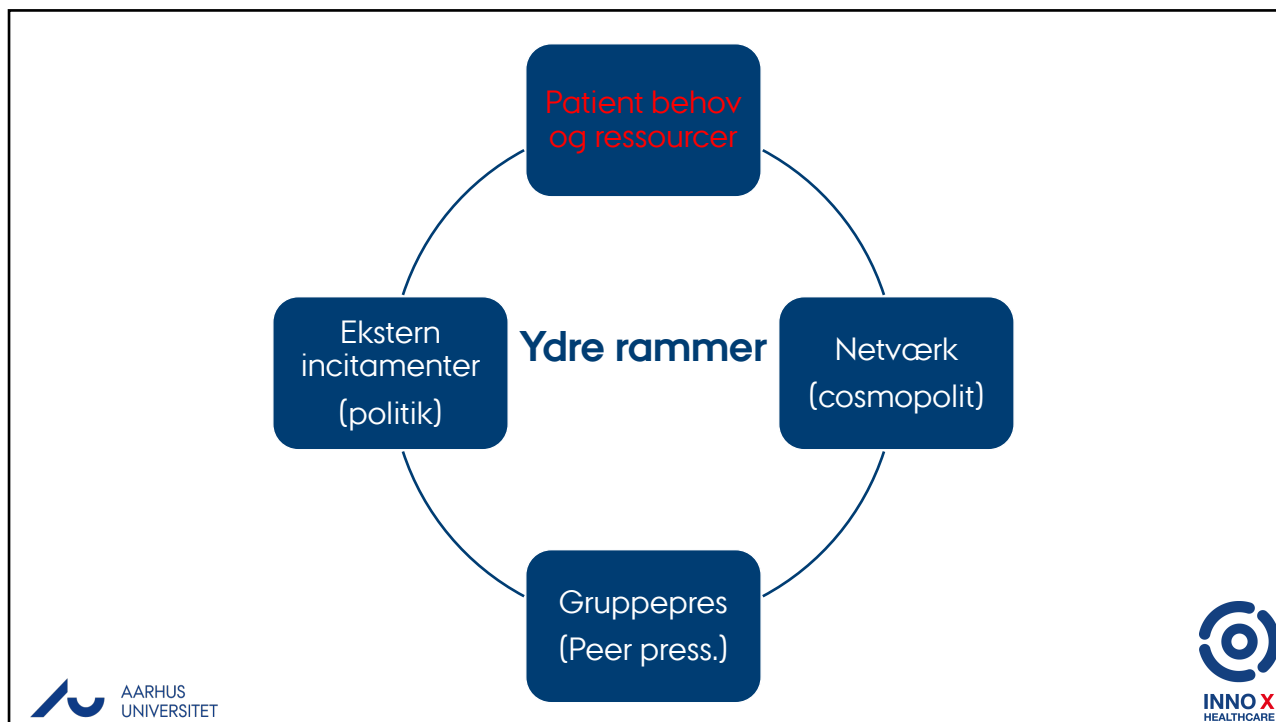 Patient behov
og ressourcer
Ekstern
incitamenter
(politik)
Ydre rammer
Netværk
(cosmopolit)
Gruppepres
(Peer press.)
AARHUS
UNIVERSITET
INNO X
HEALTHCARE